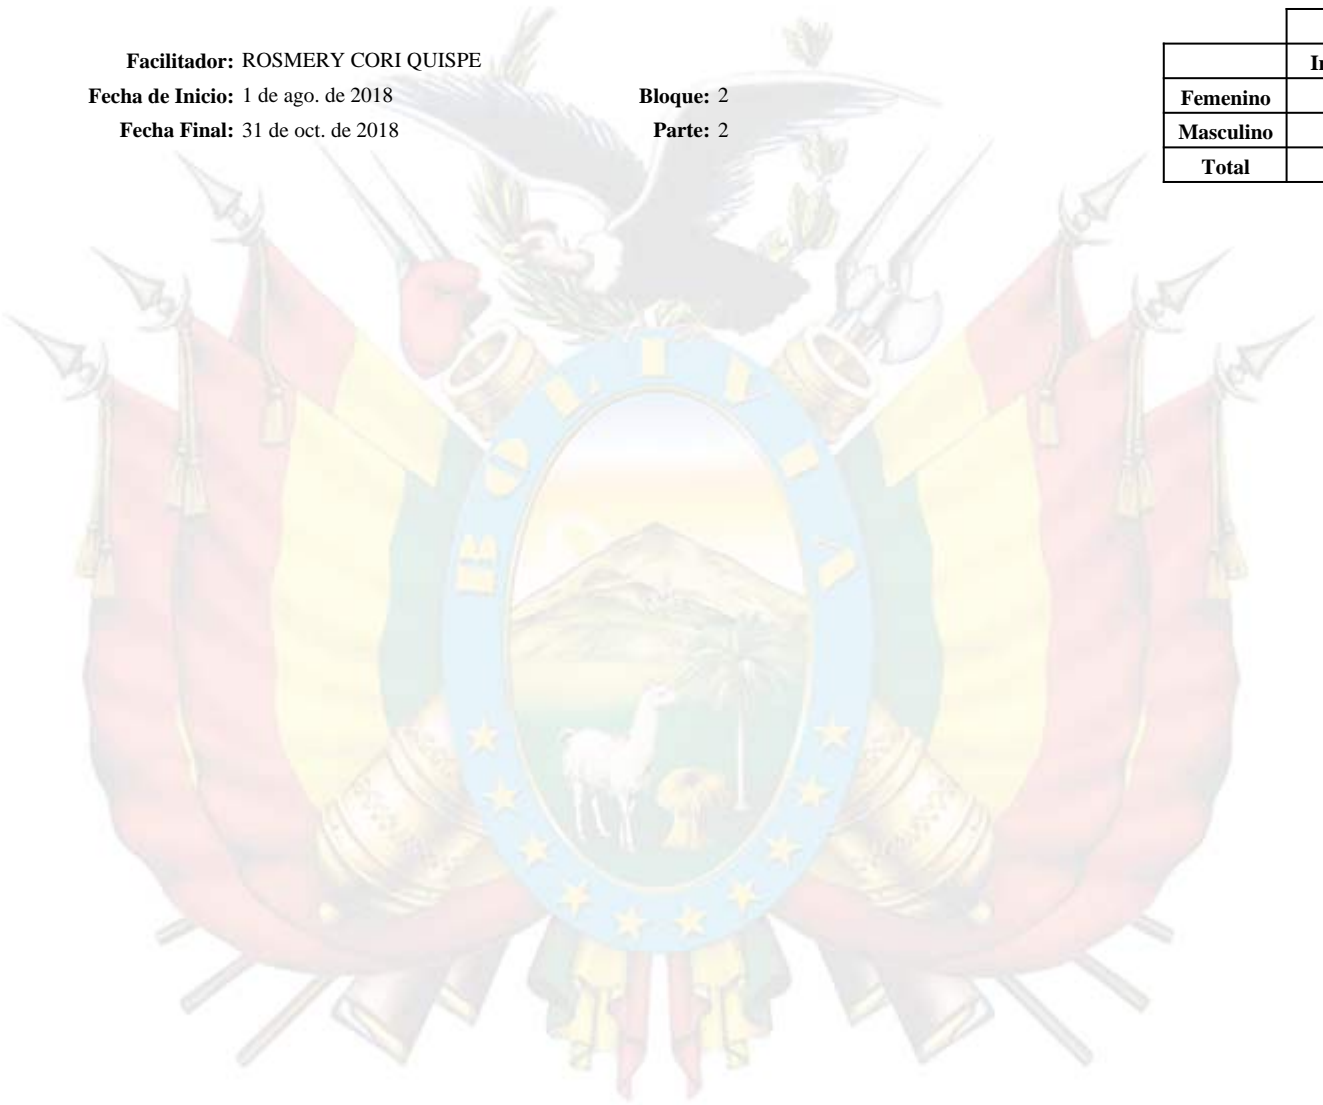 Facilitador: ROSMERY CORI QUISPE
Fecha de Inicio: 1 de ago. de 2018 Bloque: 2
Fecha Final: 31 de oct. de 2018 Parte: 2
Femenino
Masculino
Total
BOLIVIA